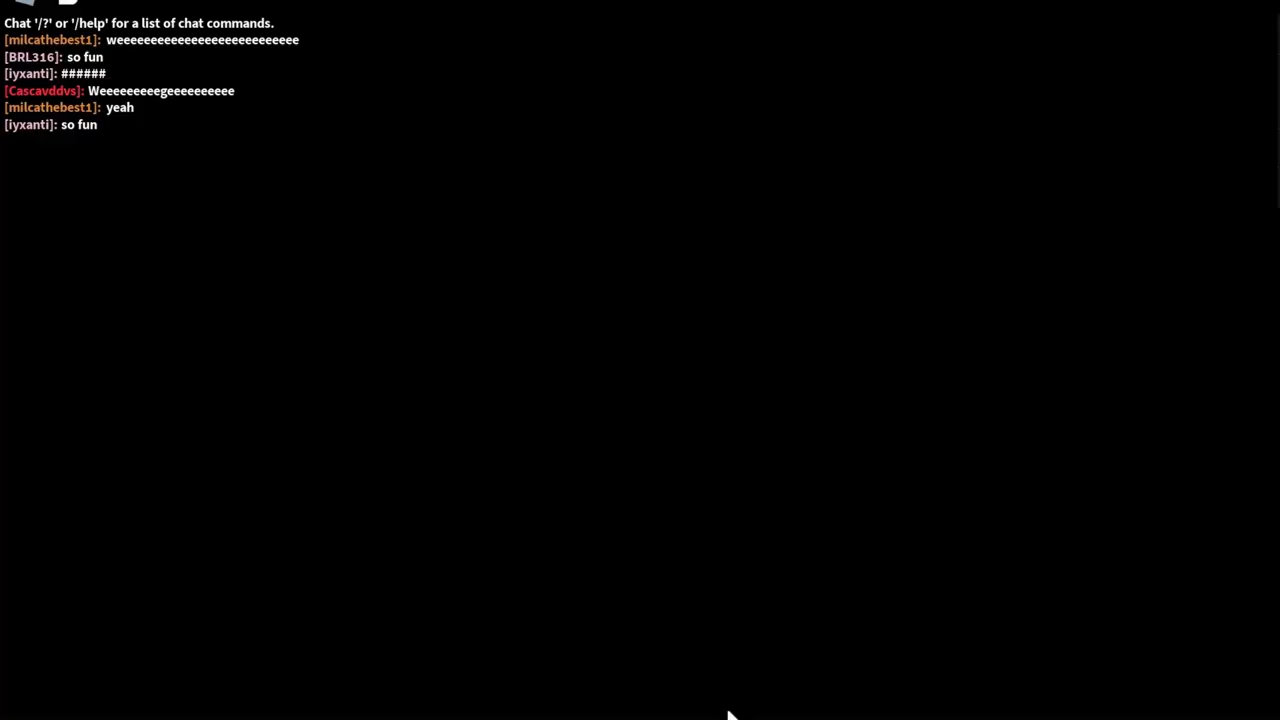 Chat '/?' or '/help' for a list of chat commands.
[milcathebest1]: weeeeeeeeeeeeeeeeeeeeeeeeeeee
[BRL316]: so fun
[iyxanti]: ######
[Cascavddvs]: Weeeeeeeeegeeeeeeeeee
[milcathebest1]: yeah
[iyxanti]: so fun